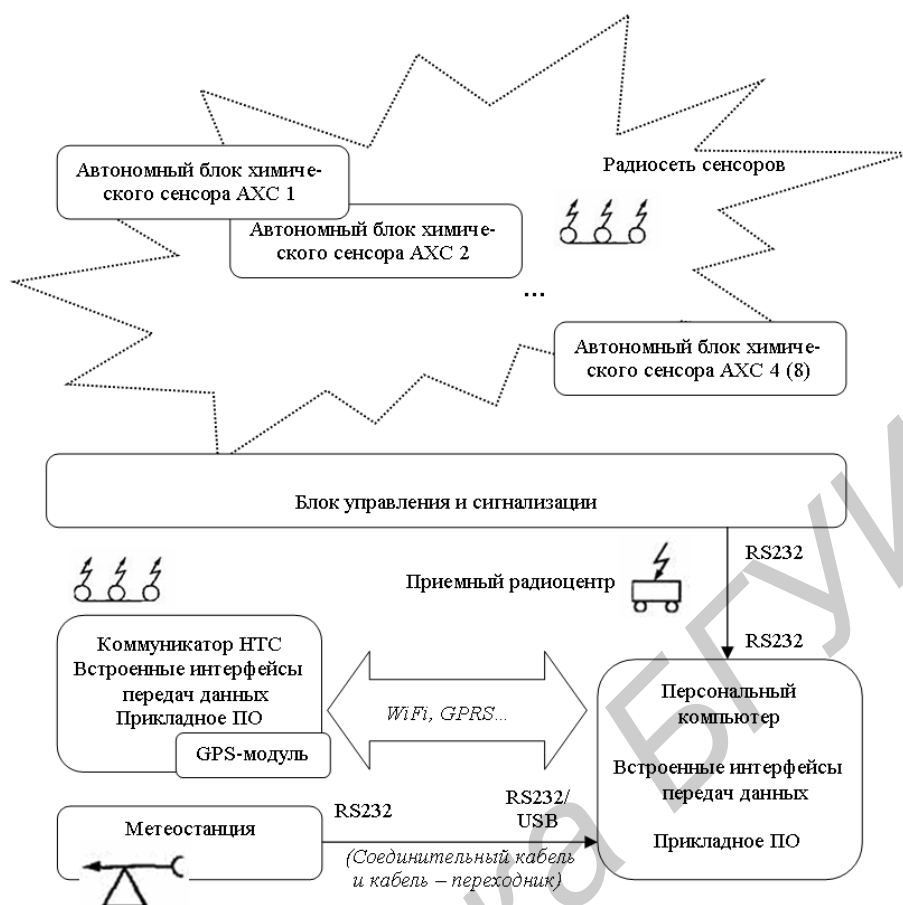 Автономный блок химиче-
ского сенсора АХС 1
Радиосеть сенсоров
Автономный блок химиче-
ского сенсора АХС 2
...
Автономный блок химиче-
ского сенсора АХС 4 (8)
Блок управления и сигнализации
RS232
Приемный радиоцентр
RS232
Коммуникатор HTC
Встроенные интерфейсы
передач данных
Прикладное ПО
GPS-модуль
WiFi, GPRS...
Персональный
компьютер
Встроенные интерфейсы
передач данных
Прикладное ПО
Метеостанция
RS232
RS232/
USB
(Соединительный кабель
и кабель – переходник)
ка БГУИ